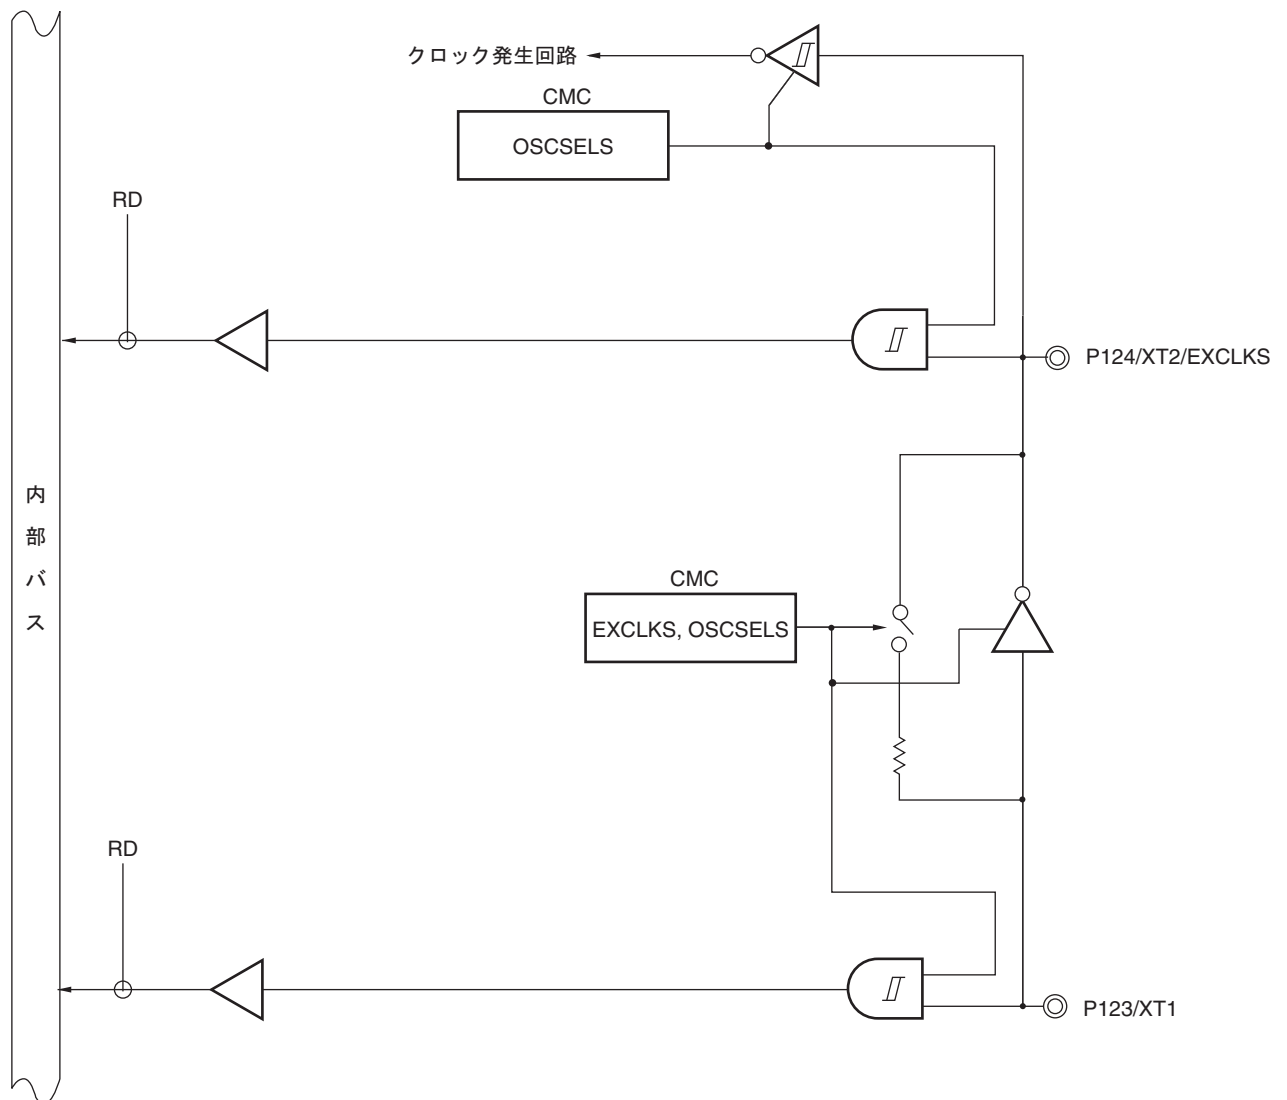 クロック発生回路
CMC
OSCSELS
RD
P124/XT2/EXCLKS
内部バス
CMC
EXCLKS, OSCSELS
RD
P123/XT1